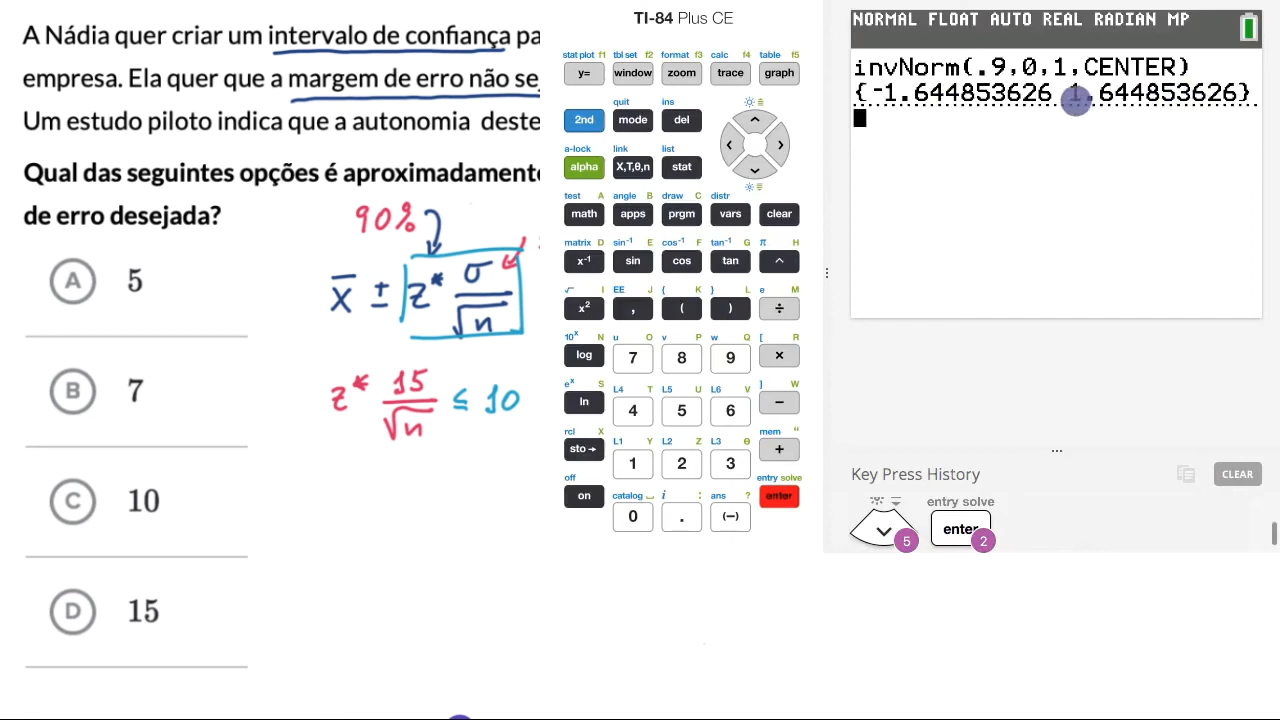 A Nádia quer criar um intervalo de confiança pa
empresa. Ela quer que a margem de erro não sej
Um estudo piloto indica que a autonomia deste
Qual das seguintes opções é aproximadamente
de erro desejada?
90%
x̄ ± z* σ/√n
z* 15/√n ≤ 10
A 5
B 7
C 10
D 15
TI-84 Plus CE
stat plot f1 tbl set f2 format f3 calc f4 table f5
y= window zoom trace graph
quit ins
2nd mode del
a-lock link list
alpha X,T,θ,n stat
test A angle B draw C distr
math apps prgm vars clear
matrix D sin⁻¹ E cos⁻¹ F tan⁻¹ G π H
x⁻¹ sin cos tan ^
√ I EE J { K } L e M
x² , ( ) ÷
10ˣ N u O v P w Q [ R
log 7 8 9 ×
eˣ S L4 T L5 U L6 V ] W
ln 4 5 6 −
rcl X L1 Y L2 Z L3 θ mem “
sto→ 1 2 3 +
off catalog ⎵ i : ans ? entry solve
on 0 . (−) enter
NORMAL FLOAT AUTO REAL RADIAN MP
invNorm(.9,0,1,CENTER)
{-1.644853626 1.644853626}
Key Press History CLEAR
entry solve
enter
5 2